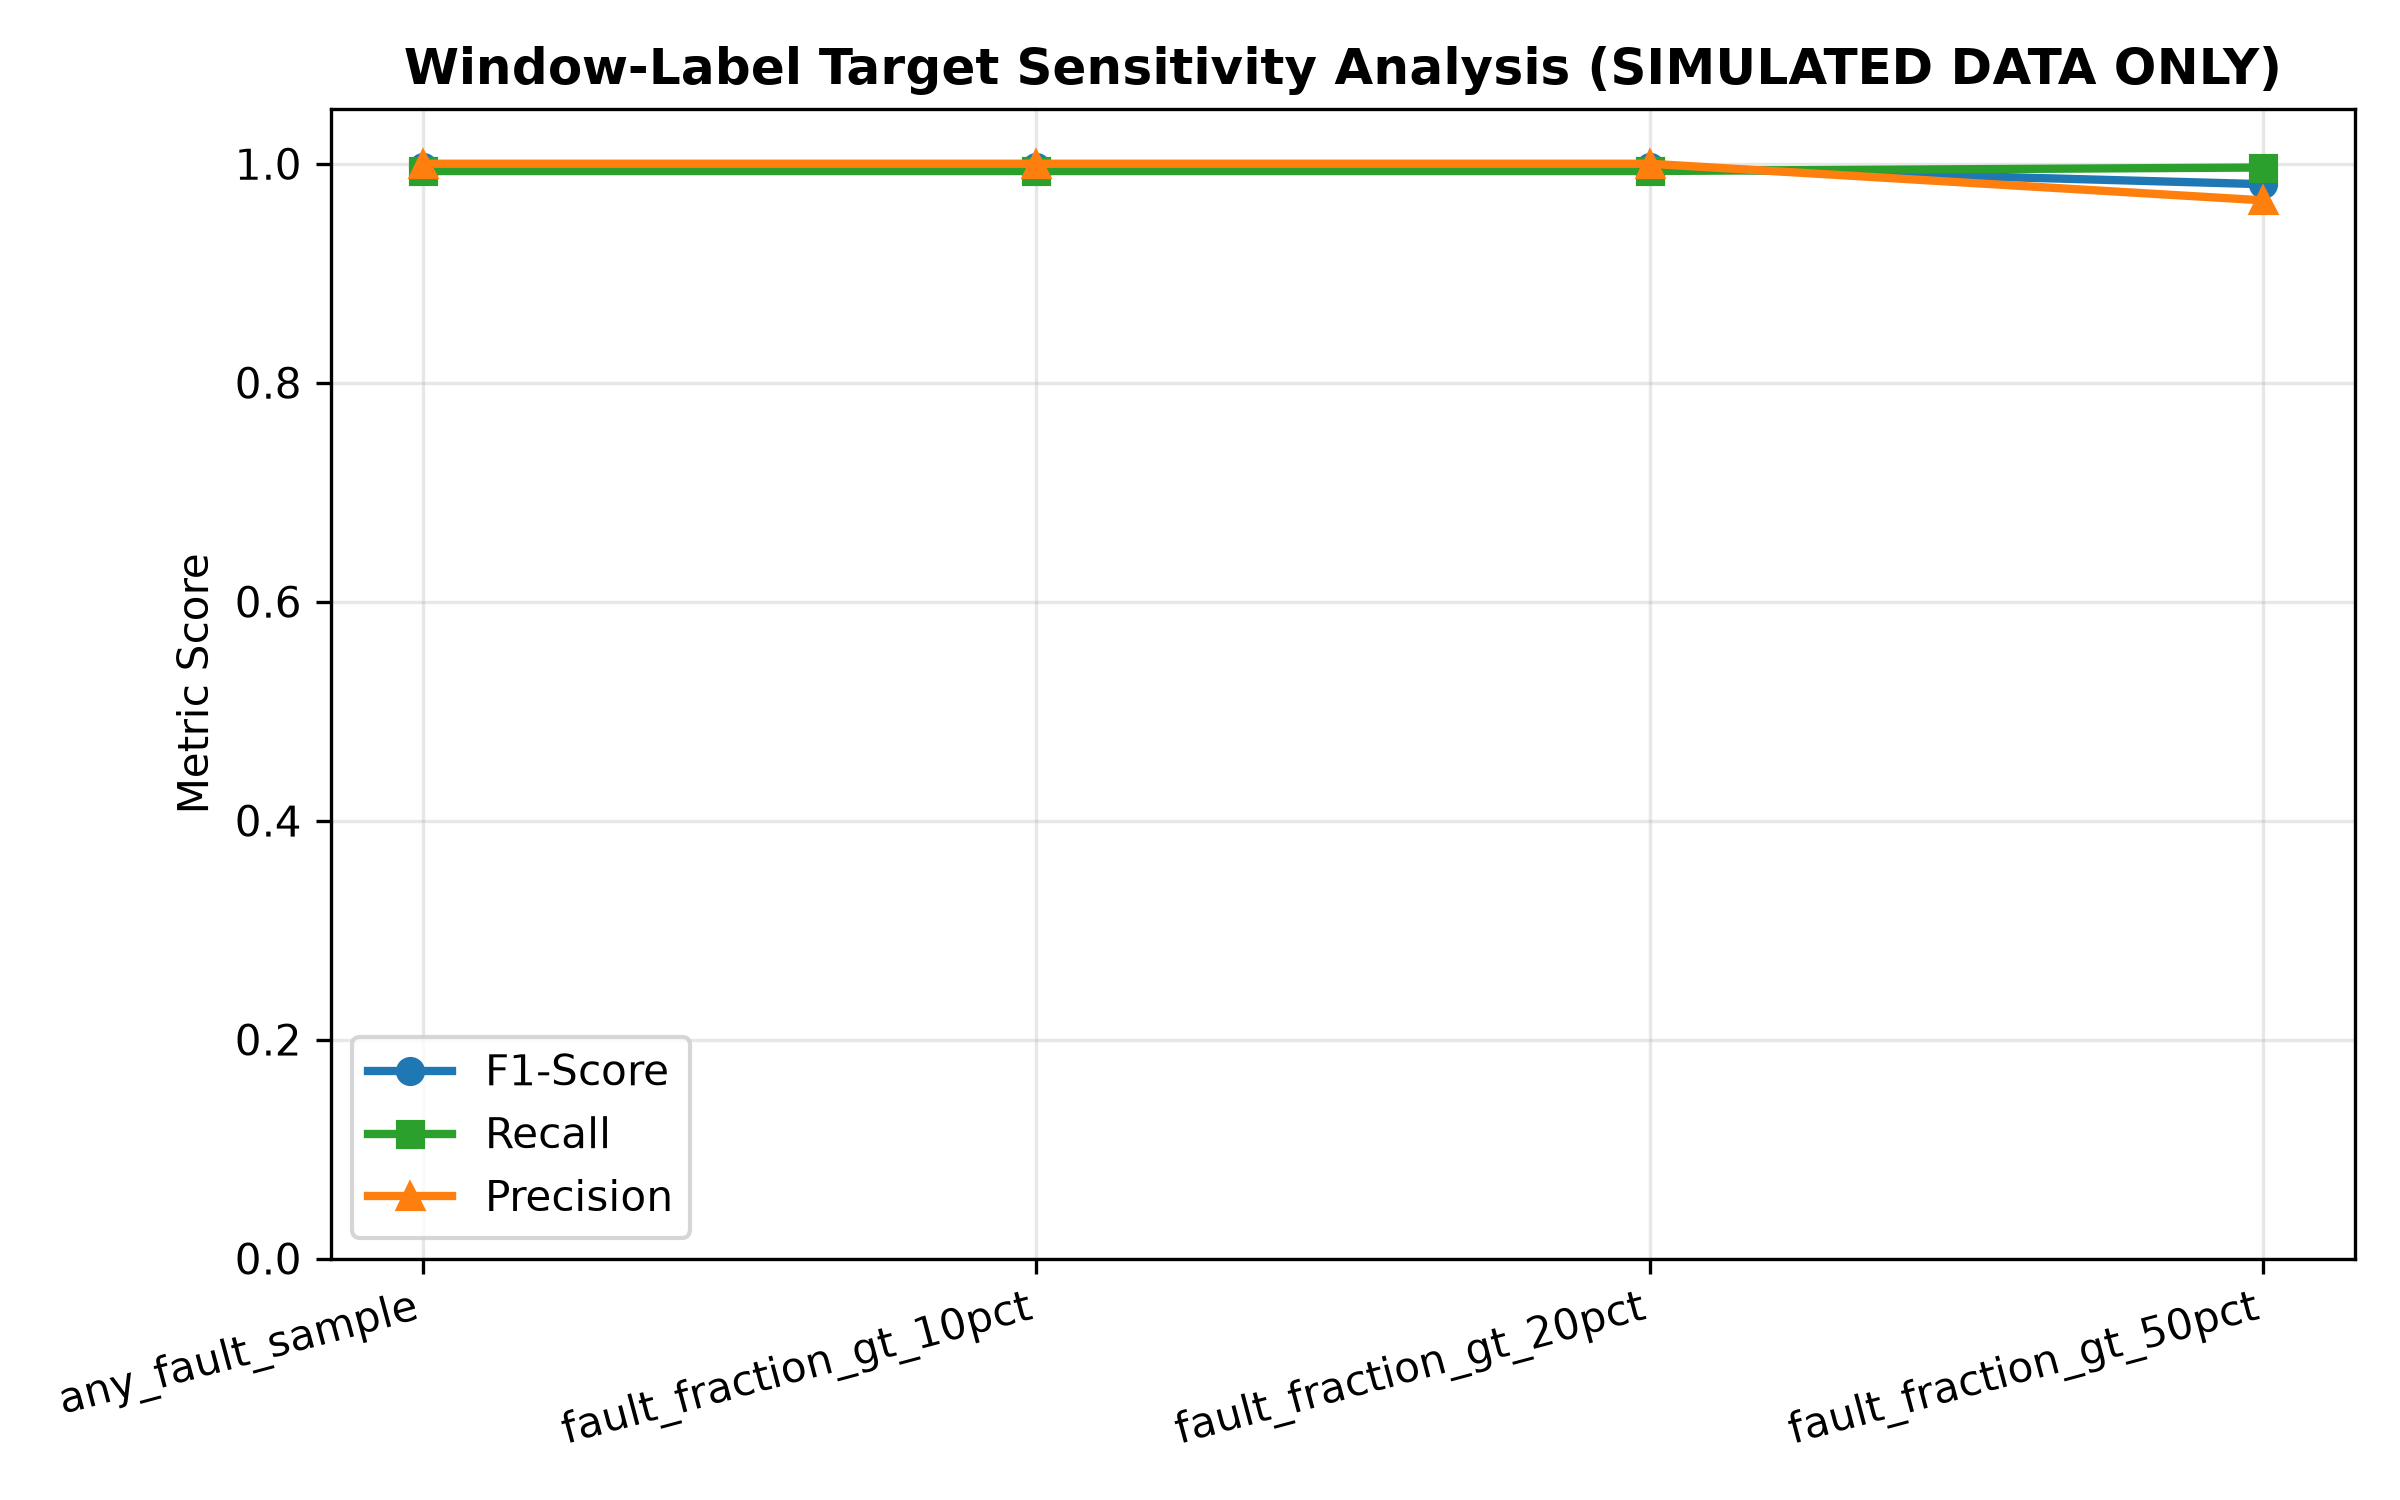 Window-Label Target Sensitivity Analysis (SIMULATED DATA ONLY)
Metric Score
1.0
0.8
0.6
0.4
0.2
0.0
F1-Score
Recall
Precision
any_fault_sample
fault_fraction_gt_10pct
fault_fraction_gt_20pct
fault_fraction_gt_50pct